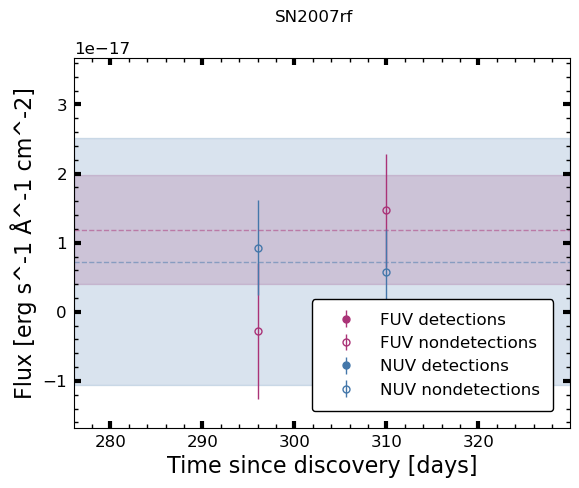 SN2007rf
1e−17
3
2
1
0
−1
Flux [erg s^-1 Å^-1 cm^-2]
FUV detections
FUV nondetections
NUV detections
NUV nondetections
280 290 300 310 320
Time since discovery [days]